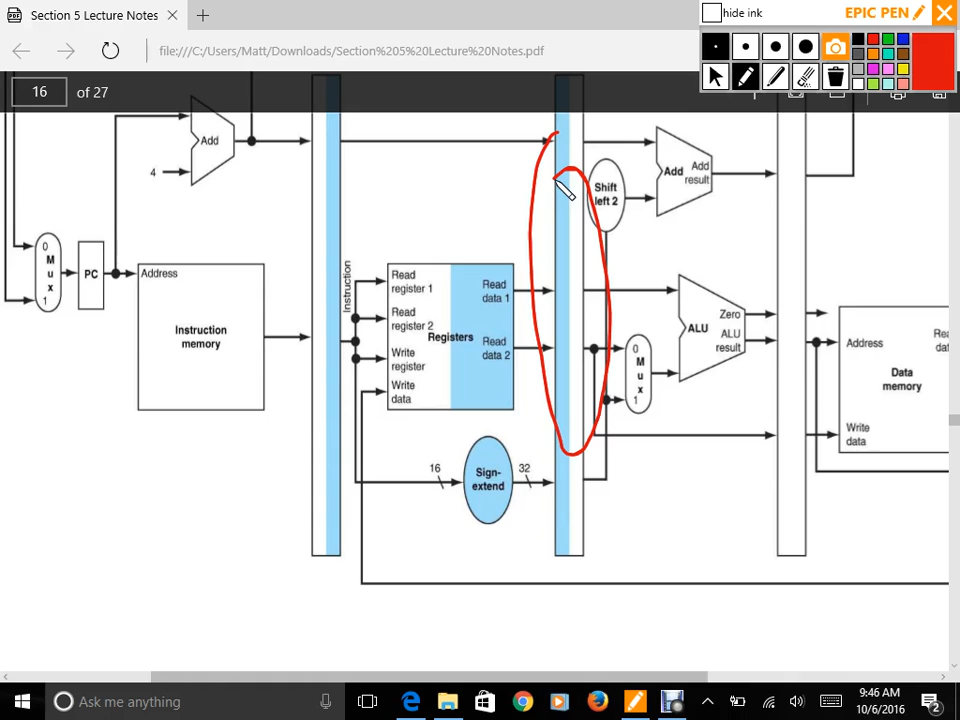 Section 5 Lecture Notes
hide ink
EPIC PEN
file:///C:/Users/Matt/Downloads/Section%205%20Lecture%20Notes.pdf
16 of 27
Add
4
0
M
u
x
1
PC
Address
Instruction
memory
Instruction
Read
register 1
Read
register 2
Write
register
Write
data
Registers
Read
data 1
Read
data 2
16
Sign-
extend
32
Shift
left 2
Add
Add
result
0
M
u
x
1
Zero
ALU
ALU
result
Address
Data
memory
Write
data
Ask me anything
9:46 AM
10/6/2016
2